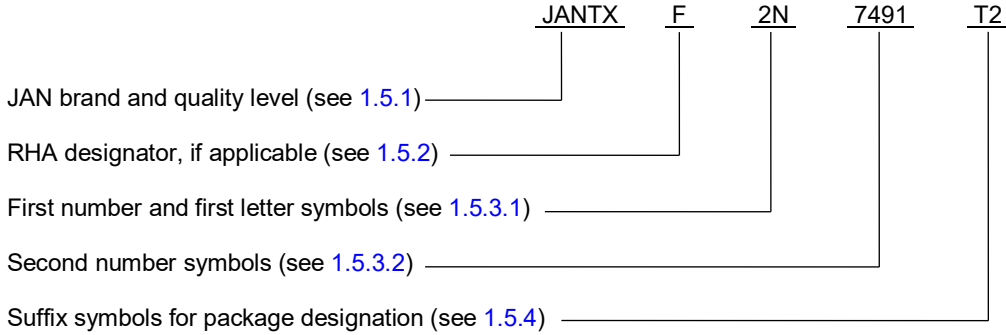 JANTX F 2N 7491 T2
JAN brand and quality level (see 1.5.1)
RHA designator, if applicable (see 1.5.2)
First number and first letter symbols (see 1.5.3.1)
Second number symbols (see 1.5.3.2)
Suffix symbols for package designation (see 1.5.4)